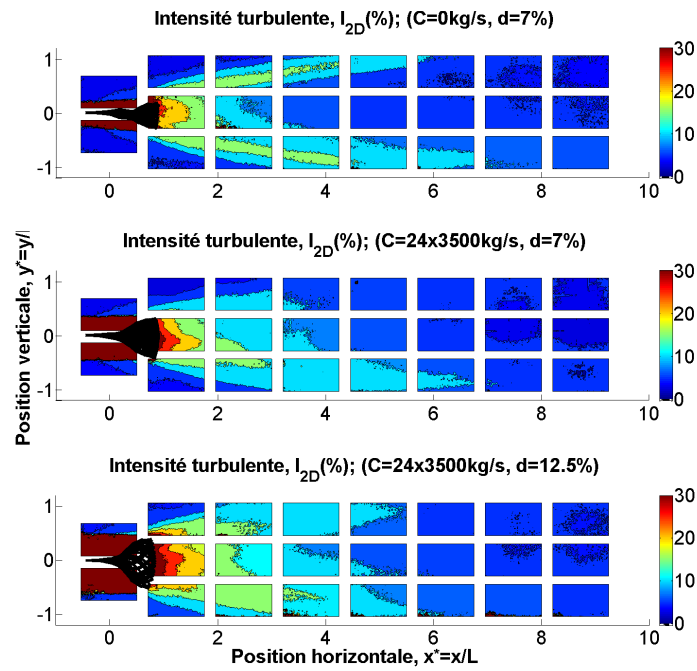 Intensité turbulente, I2D(%); (C=0kg/s, d=7%)
1
0
-1
0 2 4 6 8 10
30
20
10
0
Intensité turbulente, I2D(%); (C=24x3500kg/s, d=7%)
1
0
-1
0 2 4 6 8 10
30
20
10
0
Position verticale, y*=y/
Intensité turbulente, I2D(%); (C=24x3500kg/s, d=12.5%)
1
0
-1
0 2 4 6 8 10
30
20
10
0
Position horizontale, x*=x/L